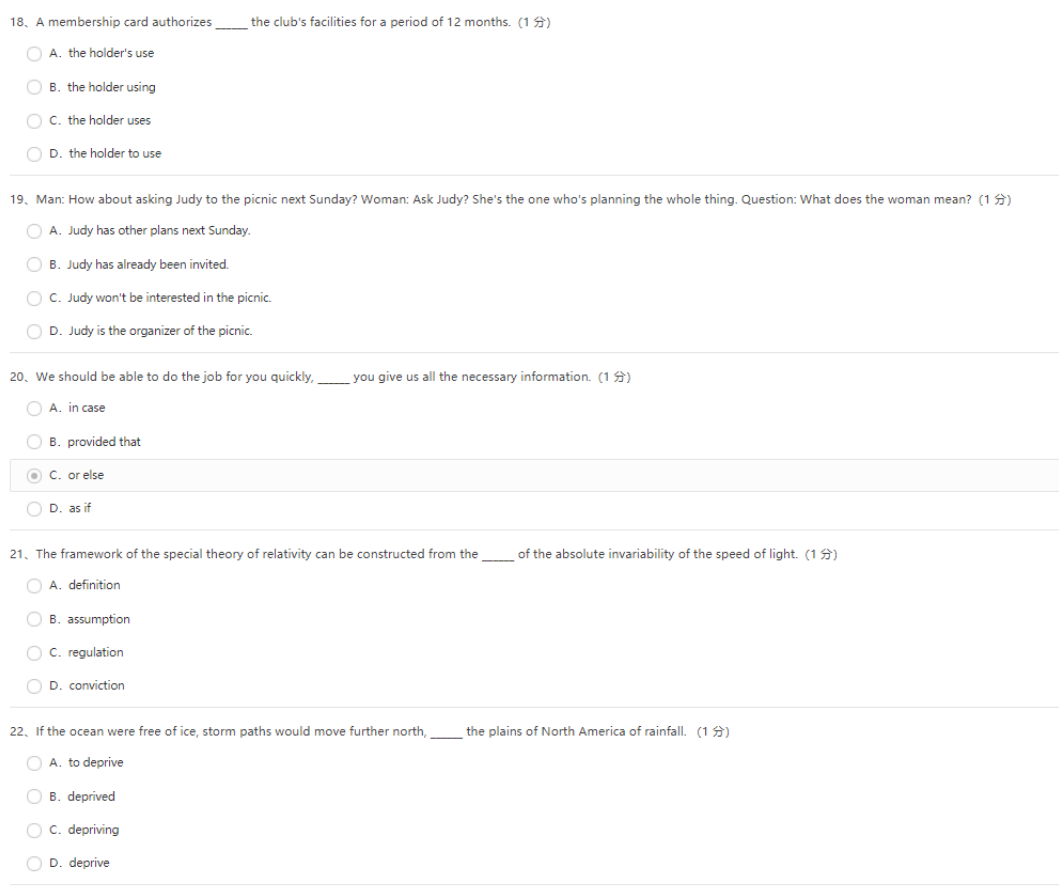 18、A membership card authorizes _____ the club's facilities for a period of 12 months. (1 分)
A. the holder's use
B. the holder using
C. the holder uses
D. the holder to use
19、Man: How about asking Judy to the picnic next Sunday? Woman: Ask Judy? She's the one who's planning the whole thing. Question: What does the woman mean? (1 分)
A. Judy has other plans next Sunday.
B. Judy has already been invited.
C. Judy won't be interested in the picnic.
D. Judy is the organizer of the picnic.
20、We should be able to do the job for you quickly, _____ you give us all the necessary information. (1 分)
A. in case
B. provided that
C. or else
D. as if
21、The framework of the special theory of relativity can be constructed from the _____ of the absolute invariability of the speed of light. (1 分)
A. definition
B. assumption
C. regulation
D. conviction
22、If the ocean were free of ice, storm paths would move further north, _____ the plains of North America of rainfall. (1 分)
A. to deprive
B. deprived
C. depriving
D. deprive